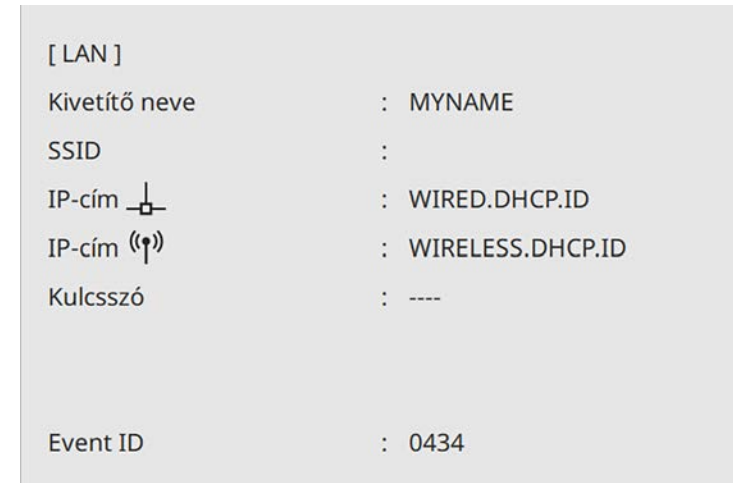 [ LAN ]
Kivetítő neve : MYNAME
SSID :
IP-cím : WIRED.DHCP.ID
IP-cím : WIRELESS.DHCP.ID
Kulcsszó : ----
Event ID : 0434